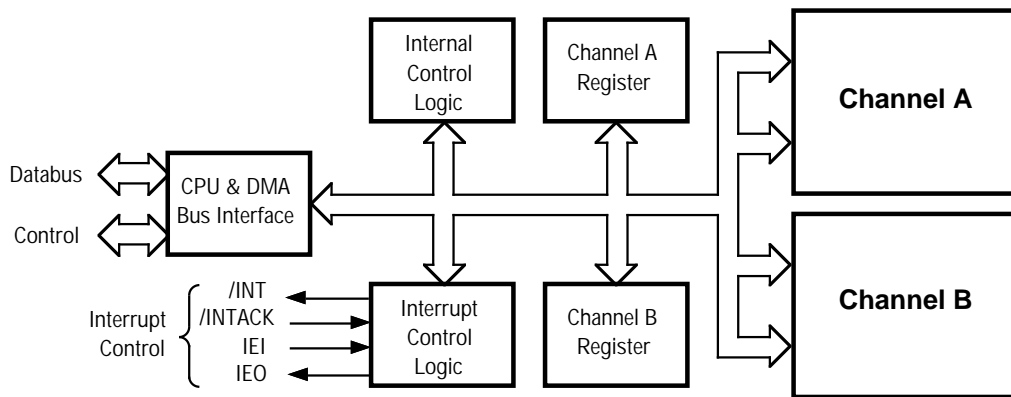 Internal
Control
Logic
Channel A
Register
Channel A
Databus
CPU & DMA
Bus Interface
Control
Channel B
Interrupt
Control
/INT
/INTACK
IEI
IEO
Interrupt
Control
Logic
Channel B
Register